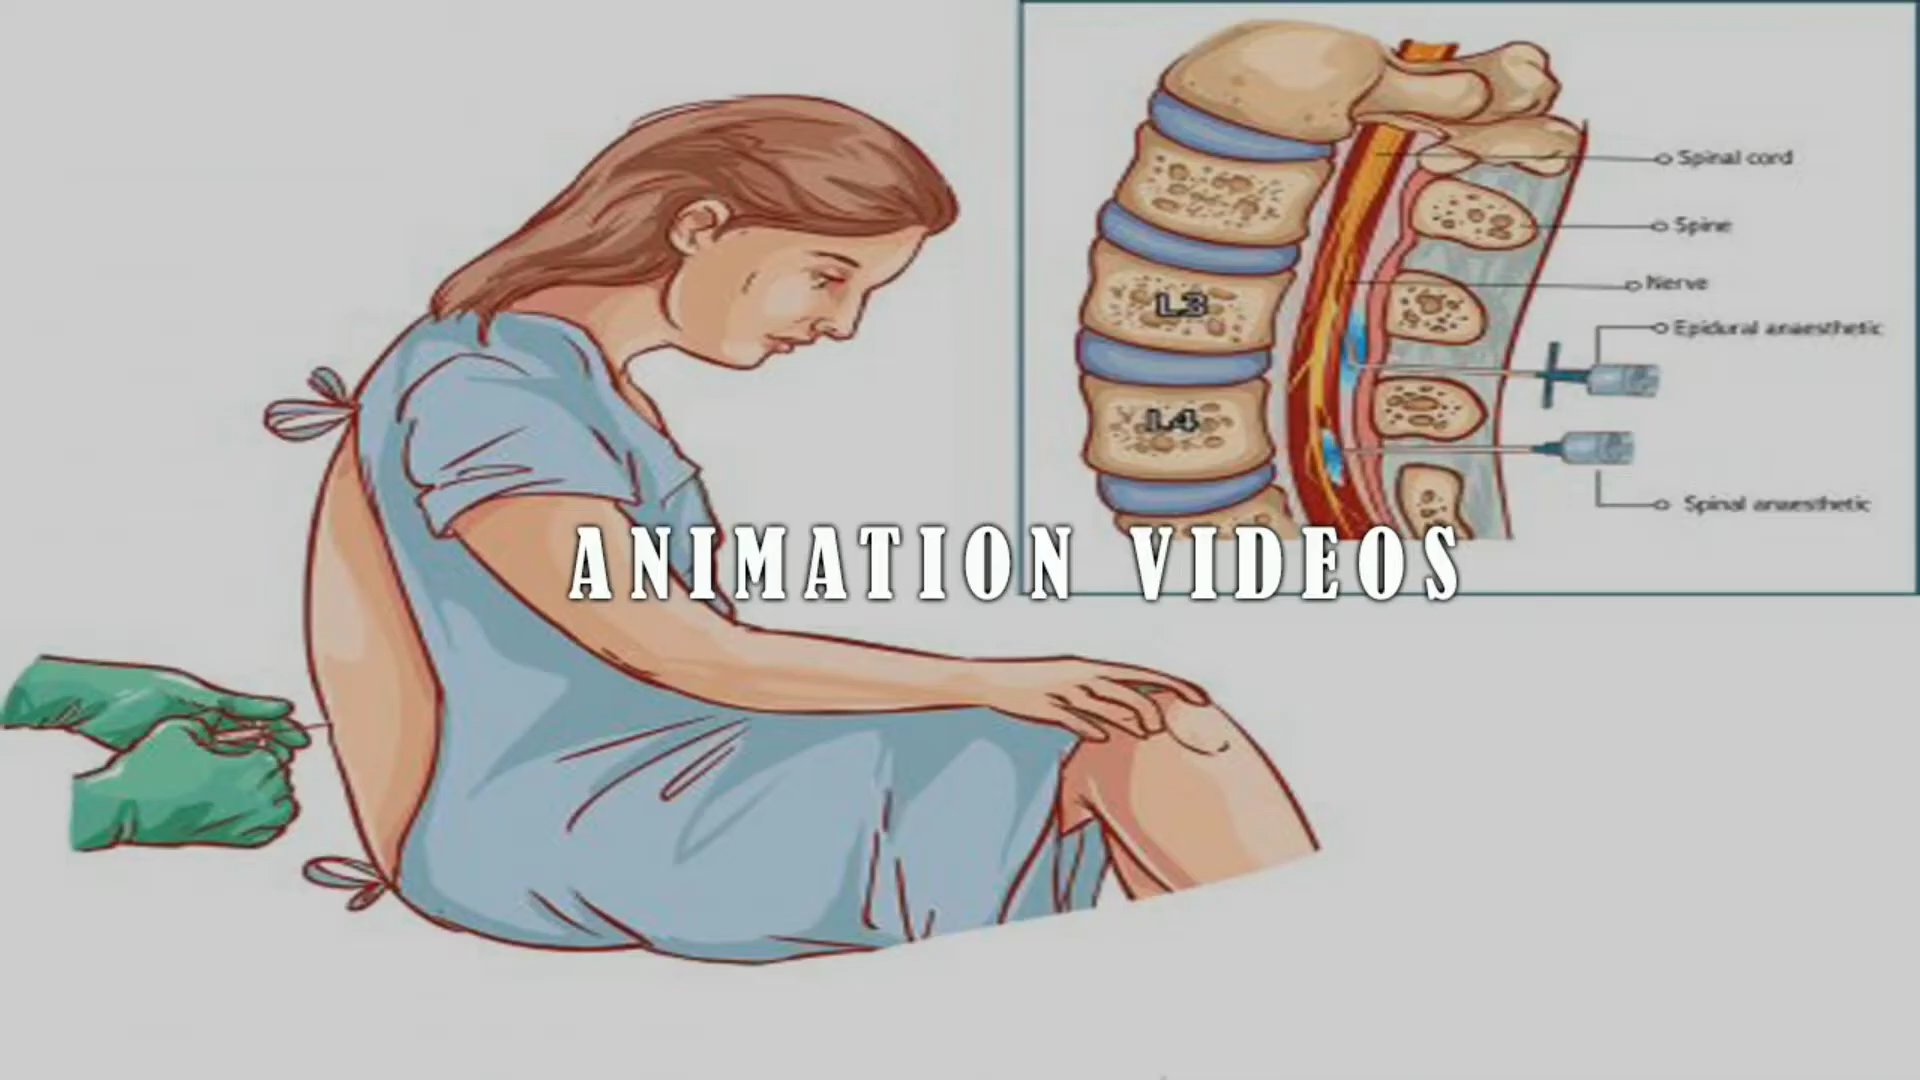 Spinal cord
Spine
Nerve
L3
Epidural anaesthetic
L4
Spinal anaesthetic
ANIMATION VIDEOS